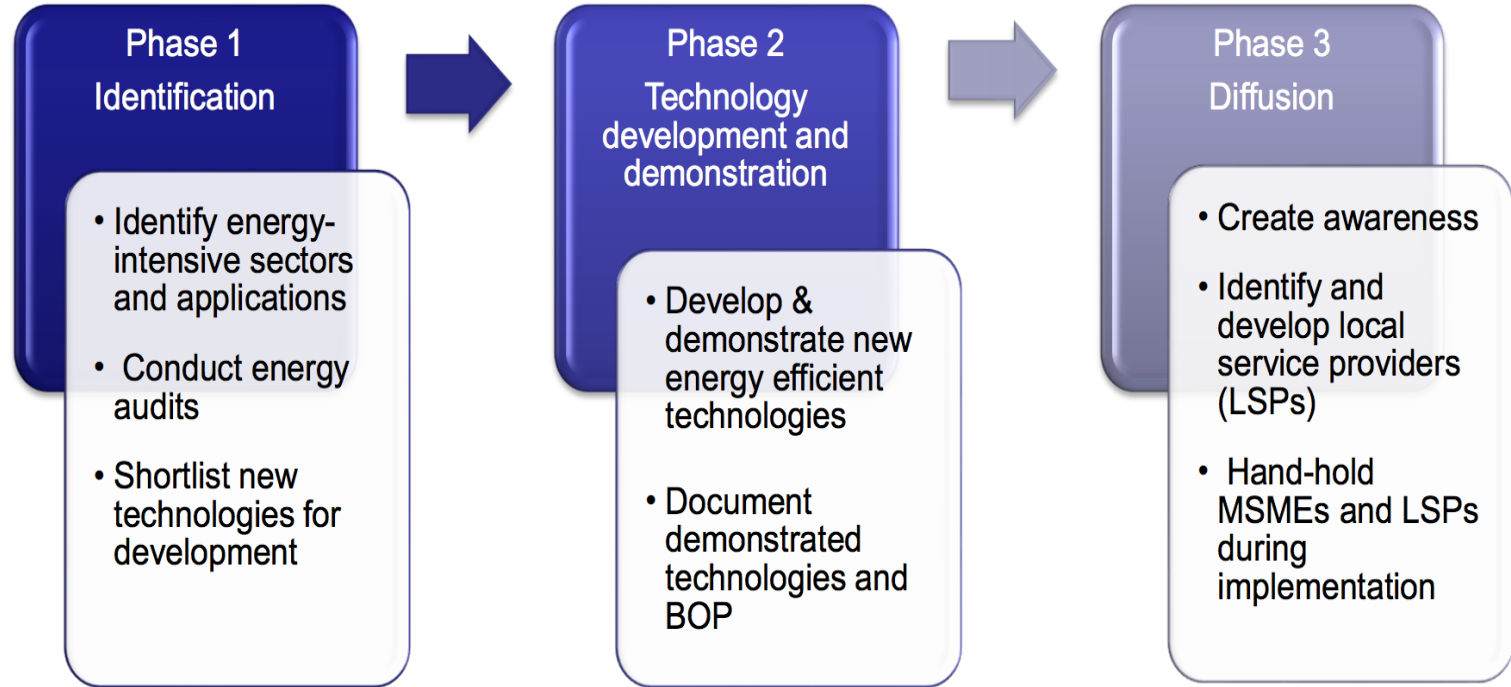 Phase 1
Identification
• Identify energy-
intensive sectors
and applications
• Conduct energy
audits
• Shortlist new
technologies for
development
Phase 2
Technology
development and
demonstration
• Develop &
demonstrate new
energy efficient
technologies
• Document
demonstrated
technologies and
BOP
Phase 3
Diffusion
• Create awareness
• Identify and
develop local
service providers
(LSPs)
• Hand-hold
MSMEs and LSPs
during
implementation